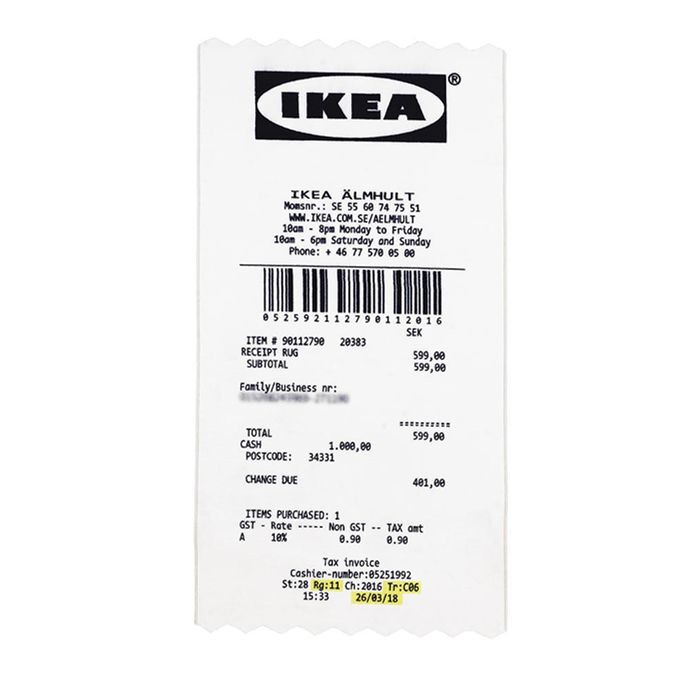 IKEA®
IKEA ÄLMHULT
Momsnr.: SE 55 60 74 75 51
WWW.IKEA.COM.SE/AELMHULT
10am - 8pm Monday to Friday
10am - 6pm Saturday and Sunday
Phone: + 46 77 570 05 00
05259211279011 2016
SEK
ITEM # 90112790 20383
RECEIPT RUG 599,00
SUBTOTAL 599,00
Family/Business nr:
==========
TOTAL 599,00
CASH 1.000,00
POSTCODE: 34331
CHANGE DUE 401,00
ITEMS PURCHASED: 1
GST - Rate ----- Non GST -- TAX amt
A 10% 0.90 0.90
Tax invoice
Cashier-number:05251992
St:28 Rg:11 Ch:2016 Tr:C06
15:33 26/03/18